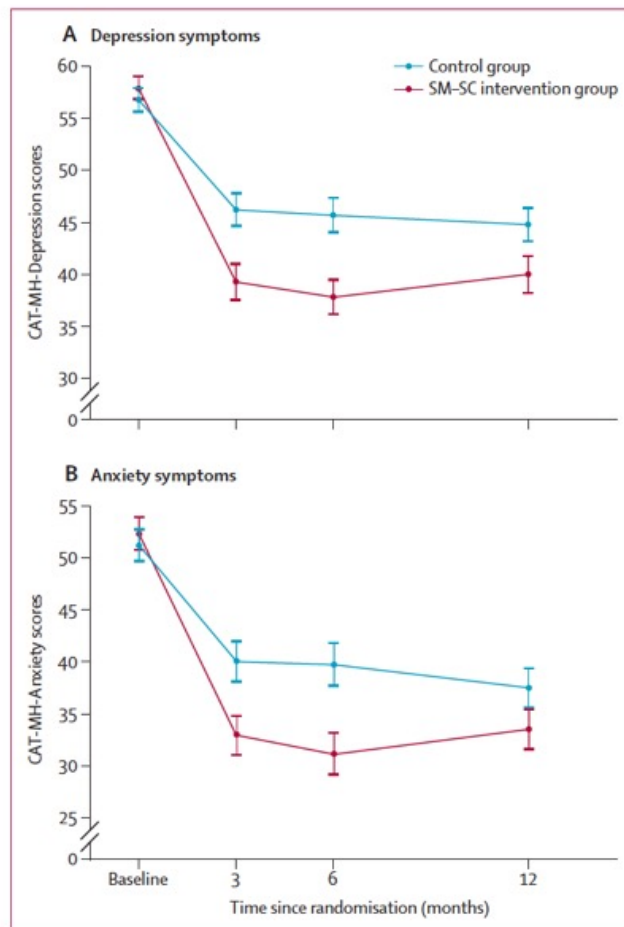 A Depression symptoms
Control group
SM–SC intervention group
CAT-MH-Depression scores
60
55
50
45
40
35
30
0
B Anxiety symptoms
CAT-MH-Anxiety scores
55
50
45
40
35
30
25
0
Baseline 3 6 12
Time since randomisation (months)